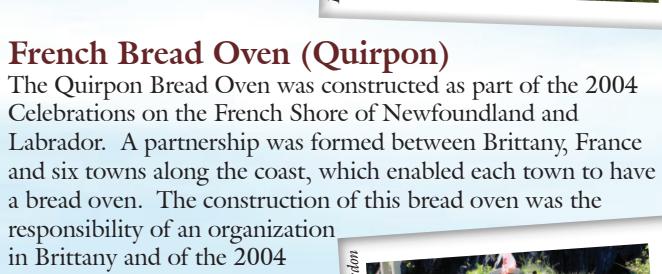 French Bread Oven (Quirpon)
The Quirpon Bread Oven was constructed as part of the 2004
Celebrations on the French Shore of Newfoundland and
Labrador. A partnership was formed between Brittany, France
and six towns along the coast, which enabled each town to have
a bread oven. The construction of this bread oven was the
responsibility of an organization
in Brittany and of the 2004